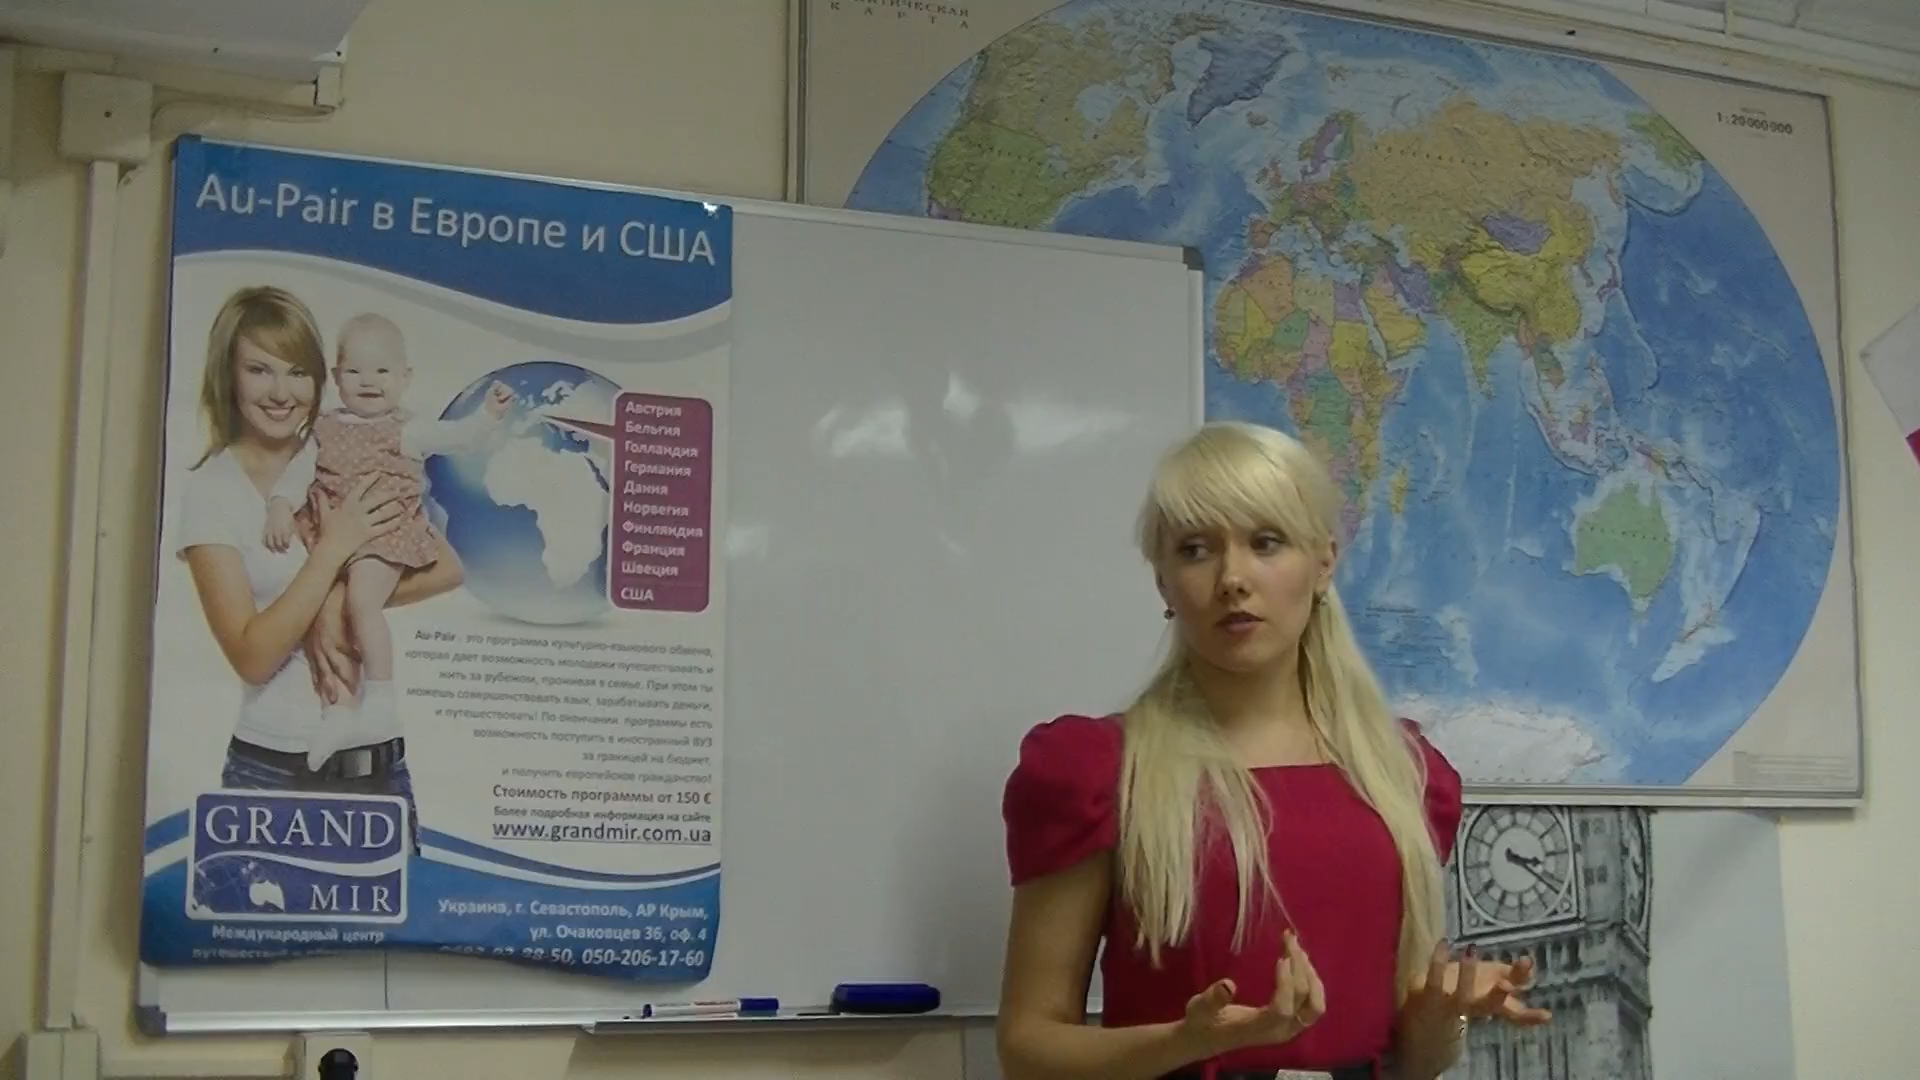 КАРТА
1:20 000 000
Au-Pair в Европе и США
Австрия
Бельгия
Голландия
Германия
Дания
Норвегия
Финляндия
Франция
Швеция
США
Au-Pair - это программа культурно-языкового обмена,
которая дает возможность молодежи путешествовать и
жить за рубежом, проживая в семье. При этом ты
можешь совершенствовать язык, зарабатывать деньги,
и путешествовать! По окончании программы есть
возможность поступить в иностранный ВУЗ
за границей на бюджет,
и получить европейское гражданство!
Стоимость программы от 150 €
Более подробная информация на сайте
www.grandmir.com.ua
GRAND
MIR
Международный центр
Украина, г. Севастополь, АР Крым,
ул. Очаковцев 36, оф. 4
050-206-17-60